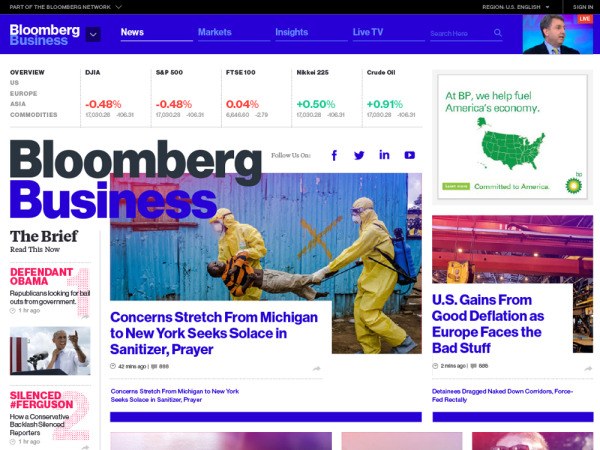 PART OF THE BLOOMBERG NETWORK
REGION: U.S. ENGLISH
SIGN IN
Bloomberg
Business
News
Markets
Insights
Live TV
Search Here
LIVE
OVERVIEW
US
EUROPE
ASIA
COMMODITIES
DJIA
-0.48%
17,030.28 -106.31
S&P 500
-0.48%
17,030.28 -106.31
FTSE 100
0.04%
6,646.60 -2.79
Nikkei 225
+0.50%
17,030.28 -106.31
Crude Oil
+0.91%
17,030.28 -106.31
At BP, we help fuel
America's economy.
Learn more
Committed to America.
bp
Bloomberg
Business
Follow Us On:
The Brief
Read This Now
DEFENDANT
OBAMA
1
Republicans looking for bail
outs from government.
1 hr ago
SILENCED
#FERGUSON
2
How a Conservative
Backlash Silenced
Reporters
1 hr ago
Concerns Stretch From Michigan
to New York Seeks Solace in
Sanitizer, Prayer
42 mins ago | 888
Concerns Stretch From Michigan to New York
Seeks Solace in Sanitizer, Prayer
U.S. Gains From
Good Deflation as
Europe Faces the
Bad Stuff
2 mins ago | 888
Detainees Dragged Naked Down Corridors, Force-
Fed Rectally